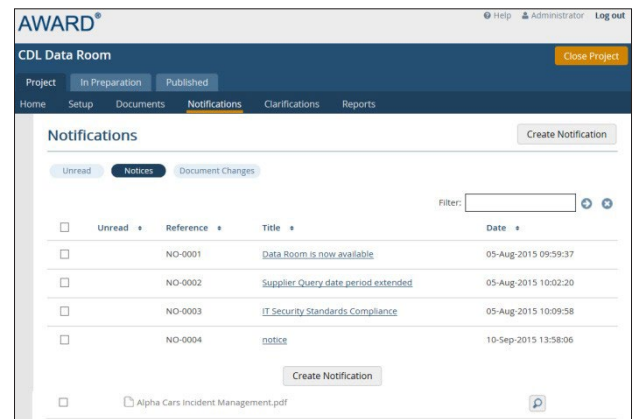 AWARD®
Help Administrator Log out
CDL Data Room
Close Project
Project In Preparation Published
Home Setup Documents Notifications Clarifications Reports
Notifications
Create Notification
Unread Notices Document Changes
Filter:
Unread Reference Title Date
NO-0001 Data Room is now available 05-Aug-2015 09:59:37
NO-0002 Supplier Query date period extended 05-Aug-2015 10:02:20
NO-0003 IT Security Standards Compliance 05-Aug-2015 10:09:58
NO-0004 notice 10-Sep-2015 13:58:06
Create Notification
Alpha Cars Incident Management.pdf